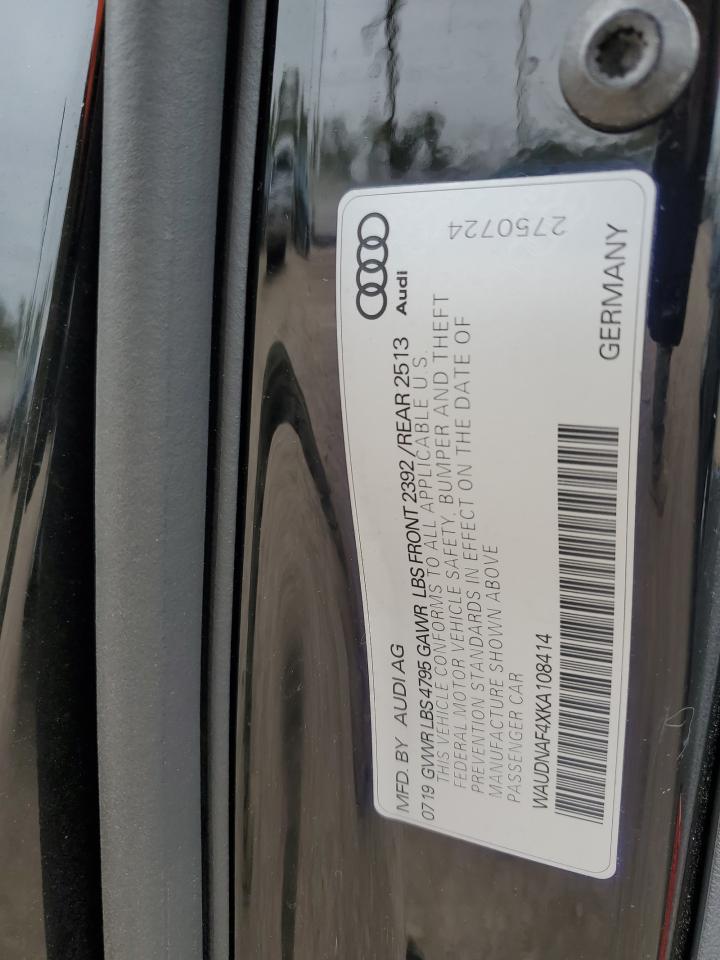 Audi
2750724
MFD. BY AUDI AG
0719 GVWR LBS 4795 GAWR LBS FRONT 2392 /REAR 2513
THIS VEHICLE CONFORMS TO ALL APPLICABLE U.S.
FEDERAL MOTOR VEHICLE SAFETY, BUMPER AND THEFT
PREVENTION STANDARDS IN EFFECT ON THE DATE OF
MANUFACTURE SHOWN ABOVE
PASSENGER CAR
WAUDNAF4XKA108414
GERMANY